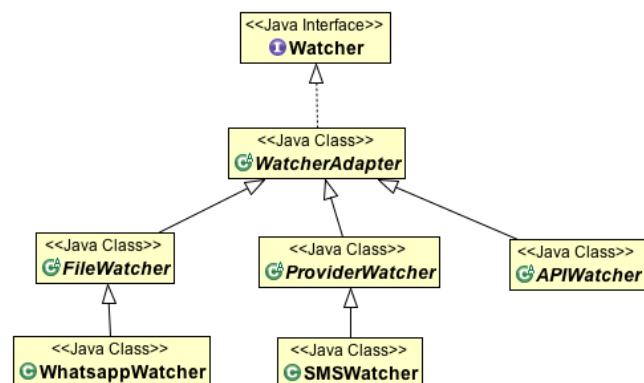 <<Java Interface>>
Watcher
<<Java Class>>
WatcherAdapter
<<Java Class>>
FileWatcher
<<Java Class>>
ProviderWatcher
<<Java Class>>
APIWatcher
<<Java Class>>
WhatsappWatcher
<<Java Class>>
SMSWatcher